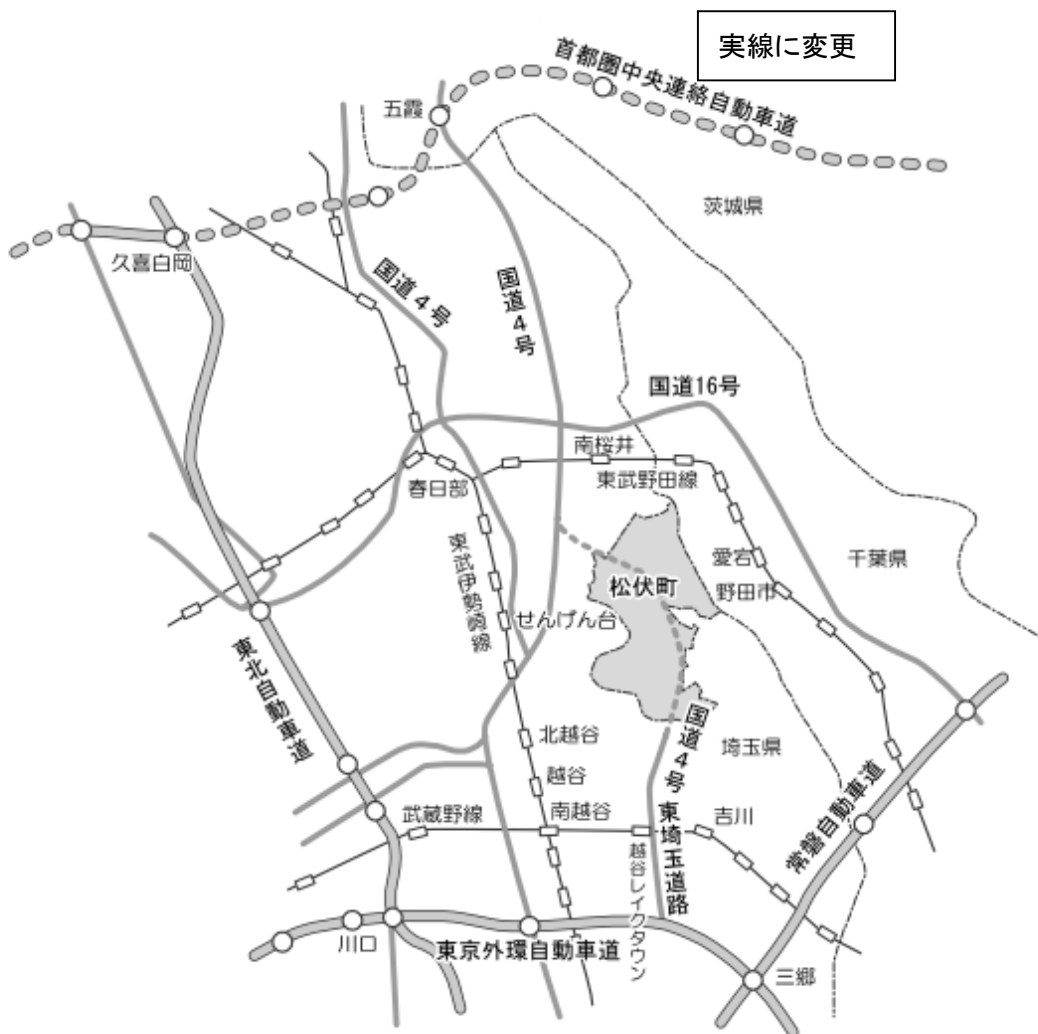 実線に変更
首都圏中央連絡自動車道
五霞
茨城県
久喜白岡
国道4号
国道4号
国道16号
南桜井
東武野田線
春日部
東武伊勢崎線
愛宕
野田市
千葉県
松伏町
せんげん台
東北自動車道
国道4号東埼玉道路
北越谷
埼玉県
越谷
常磐自動車道
武蔵野線
南越谷
吉川
越谷レイクタウン
川口
東京外環自動車道
三郷